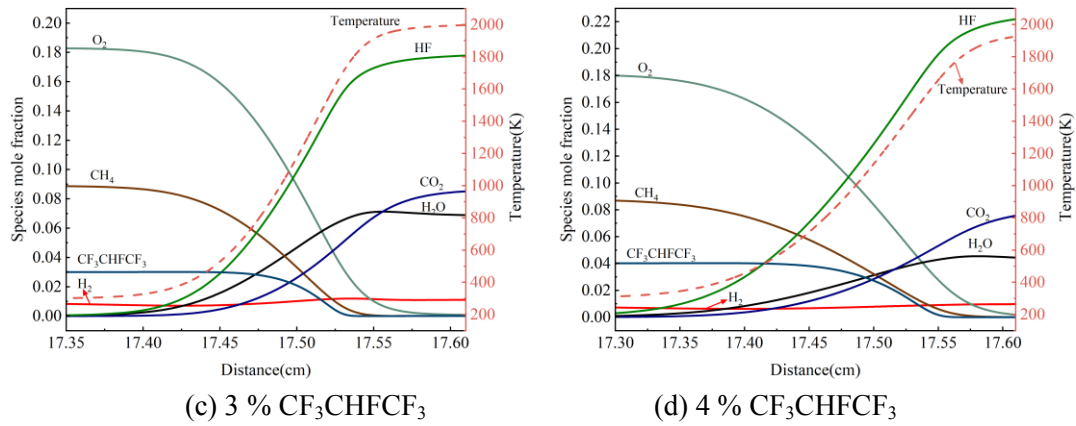 0.20
0.18
0.16
0.14
0.12
0.10
0.08
0.06
0.04
0.02
0.00
Species mole fraction
17.35
17.40
17.45
17.50
17.55
17.60
Distance(cm)
2000
1800
1600
1400
1200
1000
800
600
400
200
Temperature(K)
Temperature
O₂
HF
CH₄
CO₂
H₂O
CF₃CHFCF₃
H₂
(c) 3 % CF₃CHFCF₃
0.22
0.20
0.18
0.16
0.14
0.12
0.10
0.08
0.06
0.04
0.02
0.00
Species mole fraction
17.30
17.35
17.40
17.45
17.50
17.55
17.60
Distance(cm)
2000
1800
1600
1400
1200
1000
800
600
400
200
Temperature(K)
HF
O₂
Temperature
CH₄
CO₂
CF₃CHFCF₃
H₂O
H₂
(d) 4 % CF₃CHFCF₃